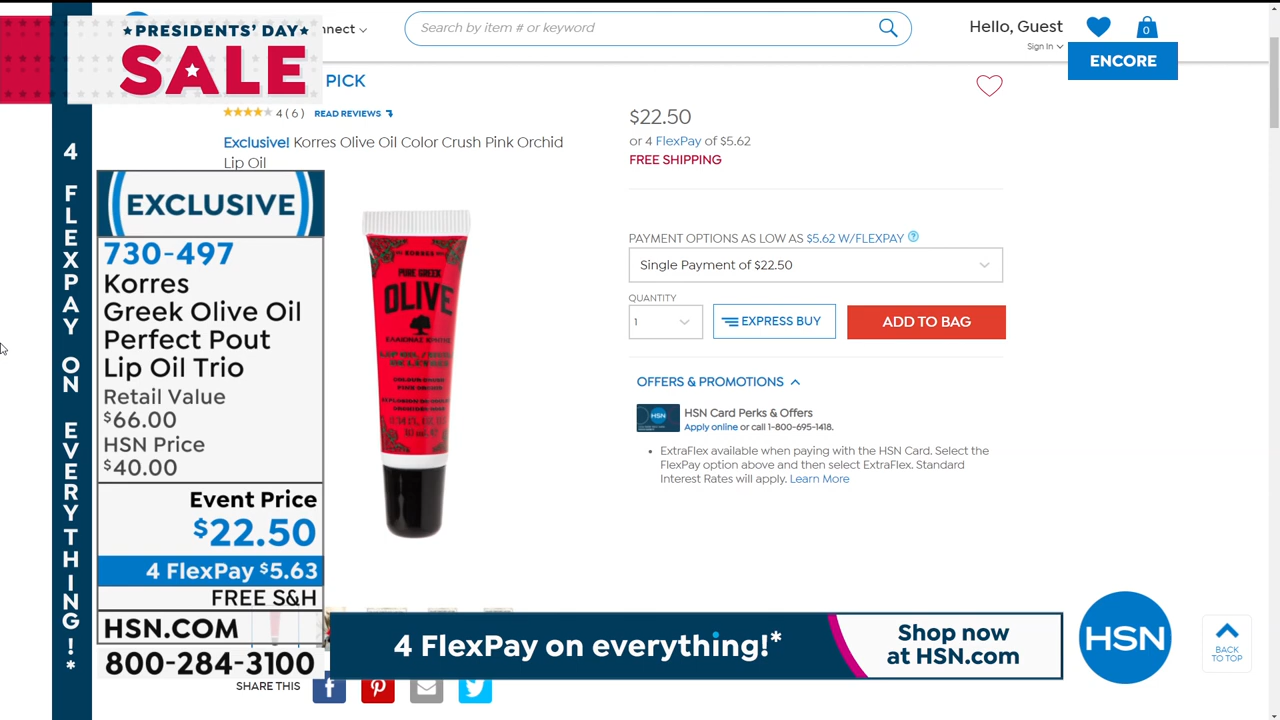 PRESIDENTS' DAY
SALE
nnect
Search by item # or keyword
Hello, Guest
Sign In
0
ENCORE
PICK
4 ( 6 ) READ REVIEWS
Exclusive! Korres Olive Oil Color Crush Pink Orchid
Lip Oil
$22.50
or 4 FlexPay of $5.62
FREE SHIPPING
4 FLEXPAY ON EVERYTHING!*
EXCLUSIVE
730-497
Korres
Greek Olive Oil
Perfect Pout
Lip Oil Trio
Retail Value
$66.00
HSN Price
$40.00
Event Price
$22.50
4 FlexPay $5.63
FREE S&H
HSN.COM
800-284-3100
KORRES
PURE GREEK
OLIVE
PAYMENT OPTIONS AS LOW AS $5.62 W/FLEXPAY ?
Single Payment of $22.50
QUANTITY
1
EXPRESS BUY
ADD TO BAG
OFFERS & PROMOTIONS
HSN
HSN Card Perks & Offers
Apply online or call 1-800-695-1418.
• ExtraFlex available when paying with the HSN Card. Select the
FlexPay option above and then select ExtraFlex. Standard
Interest Rates will apply. Learn More
4 FlexPay on everything!*
Shop now
at HSN.com
HSN
BACK
TO TOP
SHARE THIS